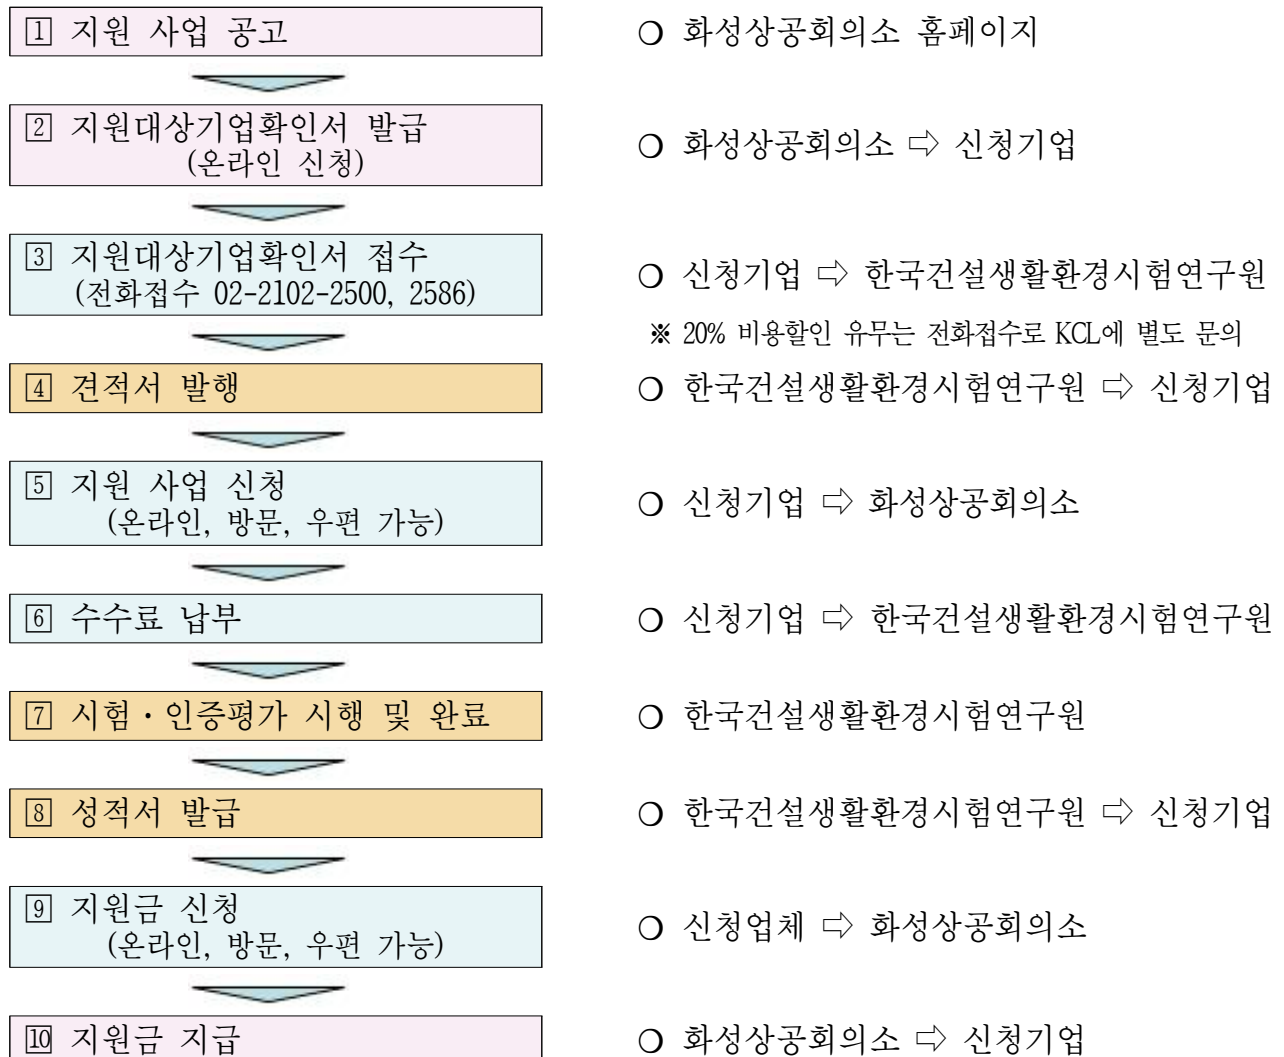 1 지원 사업 공고
❍ 화성상공회의소 홈페이지
2 지원대상기업확인서 발급
(온라인 신청)
❍ 화성상공회의소 ⇨ 신청기업
3 지원대상기업확인서 접수
(전화접수 02-2102-2500, 2586)
❍ 신청기업 ⇨ 한국건설생활환경시험연구원
※ 20% 비용할인 유무는 전화접수로 KCL에 별도 문의
4 견적서 발행
❍ 한국건설생활환경시험연구원 ⇨ 신청기업
5 지원 사업 신청
(온라인, 방문, 우편 가능)
❍ 신청기업 ⇨ 화성상공회의소
6 수수료 납부
❍ 신청기업 ⇨ 한국건설생활환경시험연구원
7 시험・인증평가 시행 및 완료
❍ 한국건설생활환경시험연구원
8 성적서 발급
❍ 한국건설생활환경시험연구원 ⇨ 신청기업
9 지원금 신청
(온라인, 방문, 우편 가능)
❍ 신청업체 ⇨ 화성상공회의소
10 지원금 지급
❍ 화성상공회의소 ⇨ 신청기업